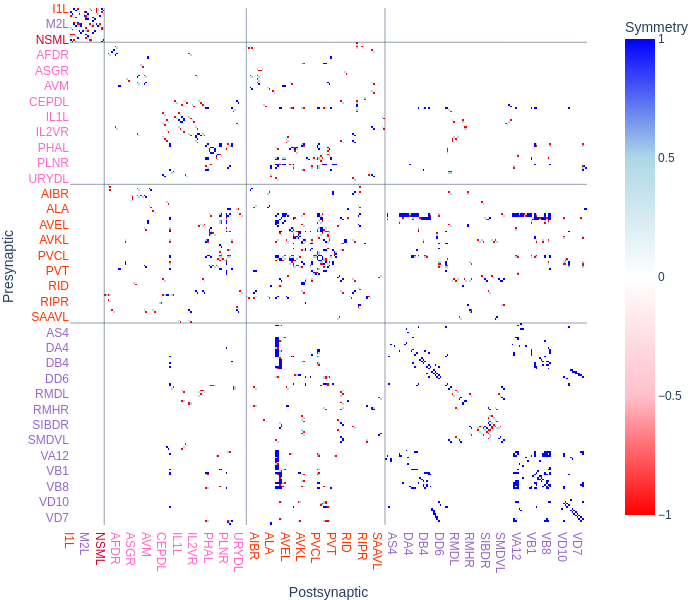 Symmetry
1
0.5
0
−0.5
−1
Presynaptic
I1L
M2L
NSML
AFDR
ASGR
AVM
CEPDL
IL1L
IL2VR
PHAL
PLNR
URYDL
AIBR
ALA
AVEL
AVKL
PVCL
PVT
RID
RIPR
SAAVL
AS4
DA4
DB4
DD6
RMDL
RMHR
SIBDR
SMDVL
VA12
VB1
VB8
VD10
VD7
I1L
M2L
NSML
AFDR
ASGR
AVM
CEPDL
IL1L
IL2VR
PHAL
PLNR
URYDL
AIBR
ALA
AVEL
AVKL
PVCL
PVT
RID
RIPR
SAAVL
AS4
DA4
DB4
DD6
RMDL
RMHR
SIBDR
SMDVL
VA12
VB1
VB8
VD10
VD7
Postsynaptic